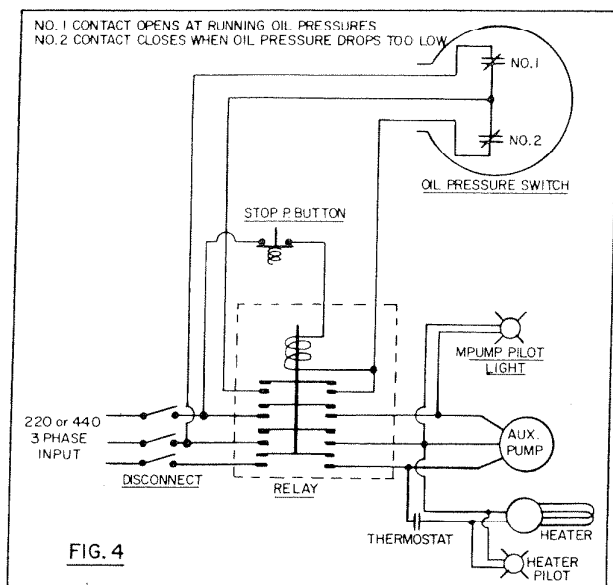 NO. 1 CONTACT OPENS AT RUNNING OIL PRESSURES
NO. 2 CONTACT CLOSES WHEN OIL PRESSURE DROPS TOO LOW
NO. 1
NO. 2
OIL PRESSURE SWITCH
STOP P. BUTTON
MPUMP PILOT
LIGHT
220 or 440
3 PHASE
INPUT
AUX.
PUMP
DISCONNECT
RELAY
THERMOSTAT
HEATER
HEATER
PILOT
FIG. 4